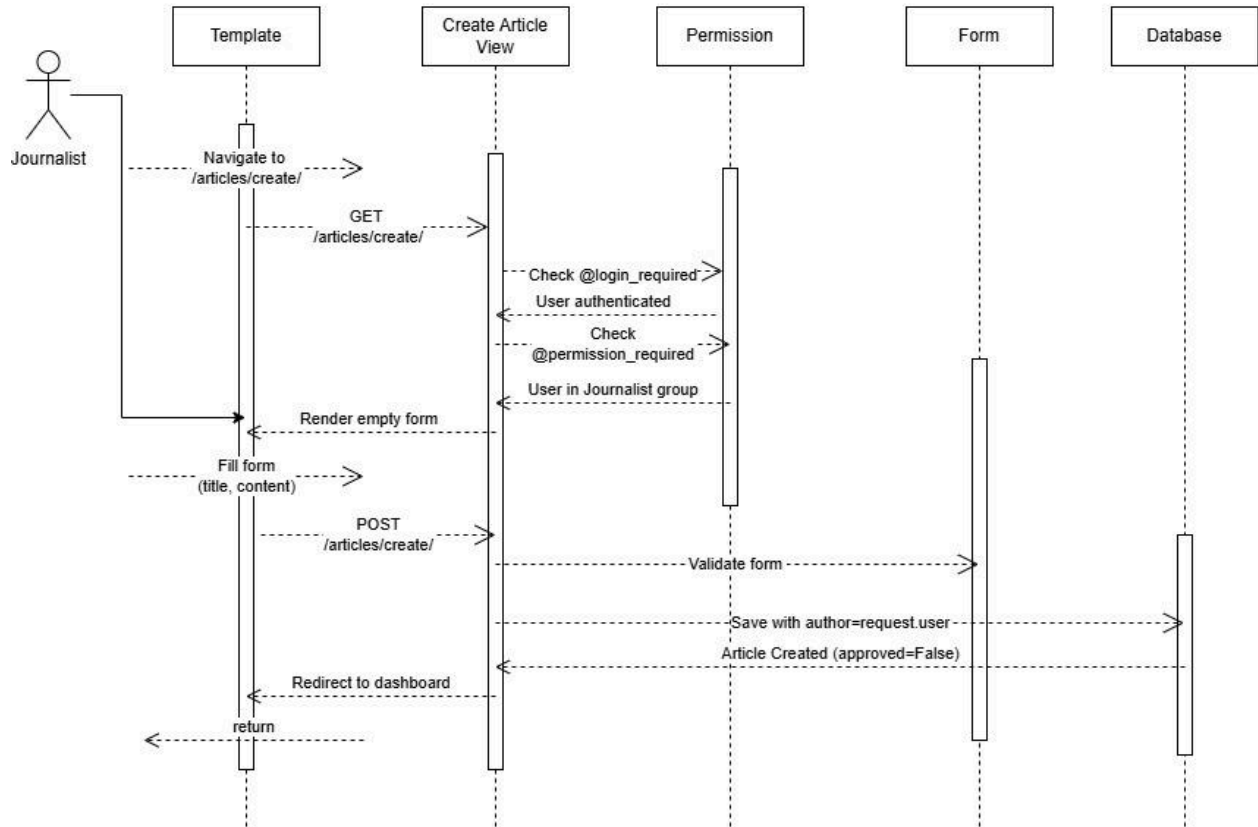 Template
Create Article
View
Permission
Form
Database
Journalist
Navigate to
/articles/create/
GET
/articles/create/
Check @login_required
User authenticated
Check
@permission_required
User in Journalist group
Render empty form
Fill form
(title, content)
POST
/articles/create/
Validate form
Save with author=request.user
Article Created (approved=False)
Redirect to dashboard
return